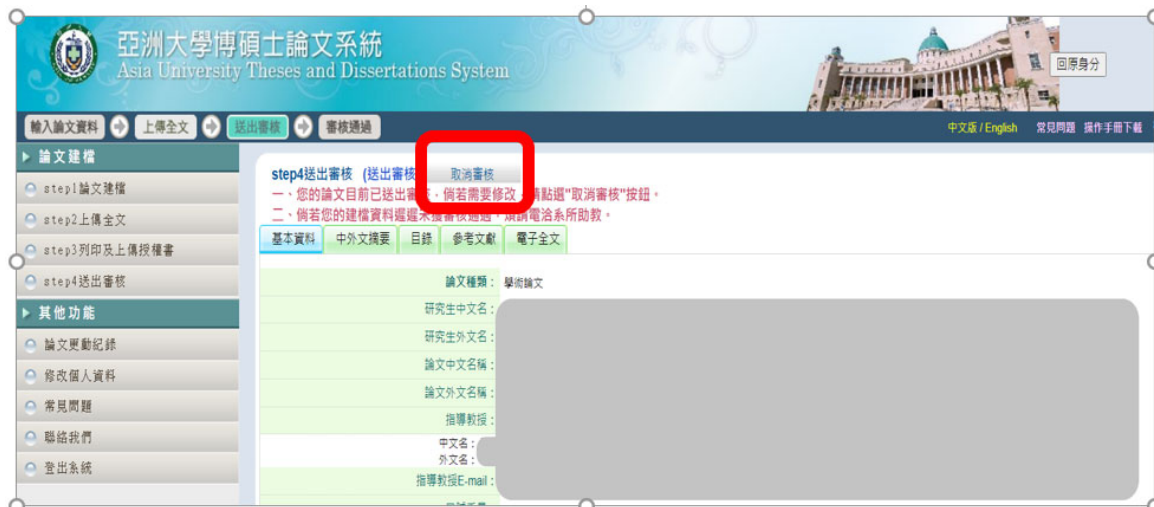 亞洲大學博碩士論文系統
Asia University Theses and Dissertations System
回原身分
輸入論文資料 上傳全文 送出審核 審核通過
中文版 / English 常見問題 操作手冊下載
論文建檔
step1論文建檔
step2上傳全文
step3列印及上傳授權書
step4送出審核
其他功能
論文更動紀錄
修改個人資料
常見問題
聯絡我們
登出系統
step4送出審核 (送出審核 取消審核
一、您的論文目前已送出審核，倘若需要修改，請點選"取消審核"按鈕。
二、倘若您的建檔資料遲遲未獲審核通過，煩請電洽系所助教。
基本資料 中外文摘要 目錄 參考文獻 電子全文
論文種類： 學術論文
研究生中文名：
研究生外文名：
論文中文名稱：
論文外文名稱：
指導教授：
中文名：
外文名：
指導教授E-mail：